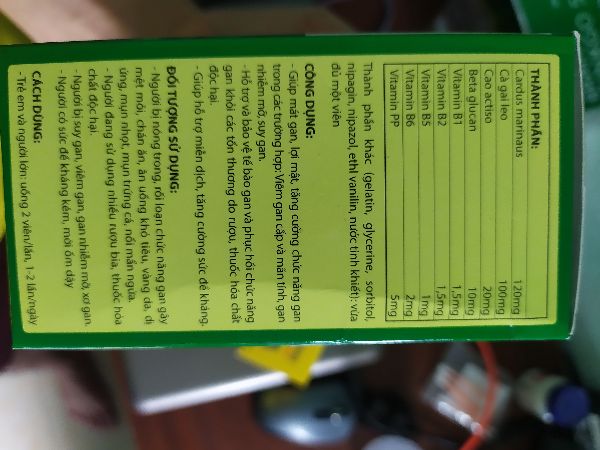 THÀNH PHẦN:
Cardus marinaus 120mg
Cà gai leo 100mg
Cao actiso 20mg
Beta glucan 10mg
Vitamin B1 1,5mg
Vitamin B2 1,5mg
Vitamin B5 1mg
Vitamin B6 2mg
Vitamin PP 5mg
Thành phần khác (gelatin, glycerine, sorbitol,
nipagin, nipazol, ethl vanilin, nước tinh khiết): vừa
đủ một viên
CÔNG DỤNG:
- Giúp mát gan, lợi mật, tăng cường chức năng gan
trong các trường hợp: Viêm gan cấp và mãn tính, gan
nhiễm mỡ, suy gan.
- Hỗ trợ và bảo vệ tế bào gan và phục hồi chức năng
gan khỏi các tổn thương do rượu, thuốc hóa chất
độc hại.
- Giúp hỗ trợ miễn dịch, tăng cường sức đề kháng.
ĐỐI TƯỢNG SỬ DỤNG:
- Người bị nóng trong, rối loạn chức năng gan gây
mệt mỏi, chán ăn, ăn uống khó tiêu, vàng da, dị
ứng, mụn nhọt, mụn trứng cá, nổi mẩn ngứa.
- Người đang sử dụng nhiều rượu bia, thuốc hóa
chất độc hại.
- Người bị suy gan, viêm gan, gan nhiễm mỡ, xơ gan.
- Người có sức đề kháng kém, mới ốm dậy
CÁCH DÙNG:
- Trẻ em và người lớn: uống 2 viên/lần, 1-2 lần/ngày